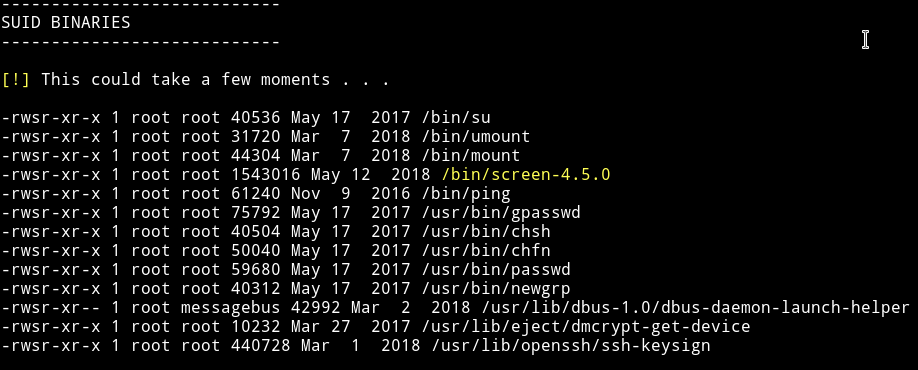 ----------------------------
SUID BINARIES
----------------------------
[!] This could take a few moments . . .
-rwsr-xr-x 1 root root 40536 May 17  2017 /bin/su
-rwsr-xr-x 1 root root 31720 Mar  7  2018 /bin/umount
-rwsr-xr-x 1 root root 44304 Mar  7  2018 /bin/mount
-rwsr-xr-x 1 root root 1543016 May 12  2018 /bin/screen-4.5.0
-rwsr-xr-x 1 root root 61240 Nov  9  2016 /bin/ping
-rwsr-xr-x 1 root root 75792 May 17  2017 /usr/bin/gpasswd
-rwsr-xr-x 1 root root 40504 May 17  2017 /usr/bin/chsh
-rwsr-xr-x 1 root root 50040 May 17  2017 /usr/bin/chfn
-rwsr-xr-x 1 root root 59680 May 17  2017 /usr/bin/passwd
-rwsr-xr-x 1 root root 40312 May 17  2017 /usr/bin/newgrp
-rwsr-xr-- 1 root messagebus 42992 Mar  2  2018 /usr/lib/dbus-1.0/dbus-daemon-launch-helper
-rwsr-xr-x 1 root root 10232 Mar 27  2017 /usr/lib/eject/dmcrypt-get-device
-rwsr-xr-x 1 root root 440728 Mar  1  2018 /usr/lib/openssh/ssh-keysign